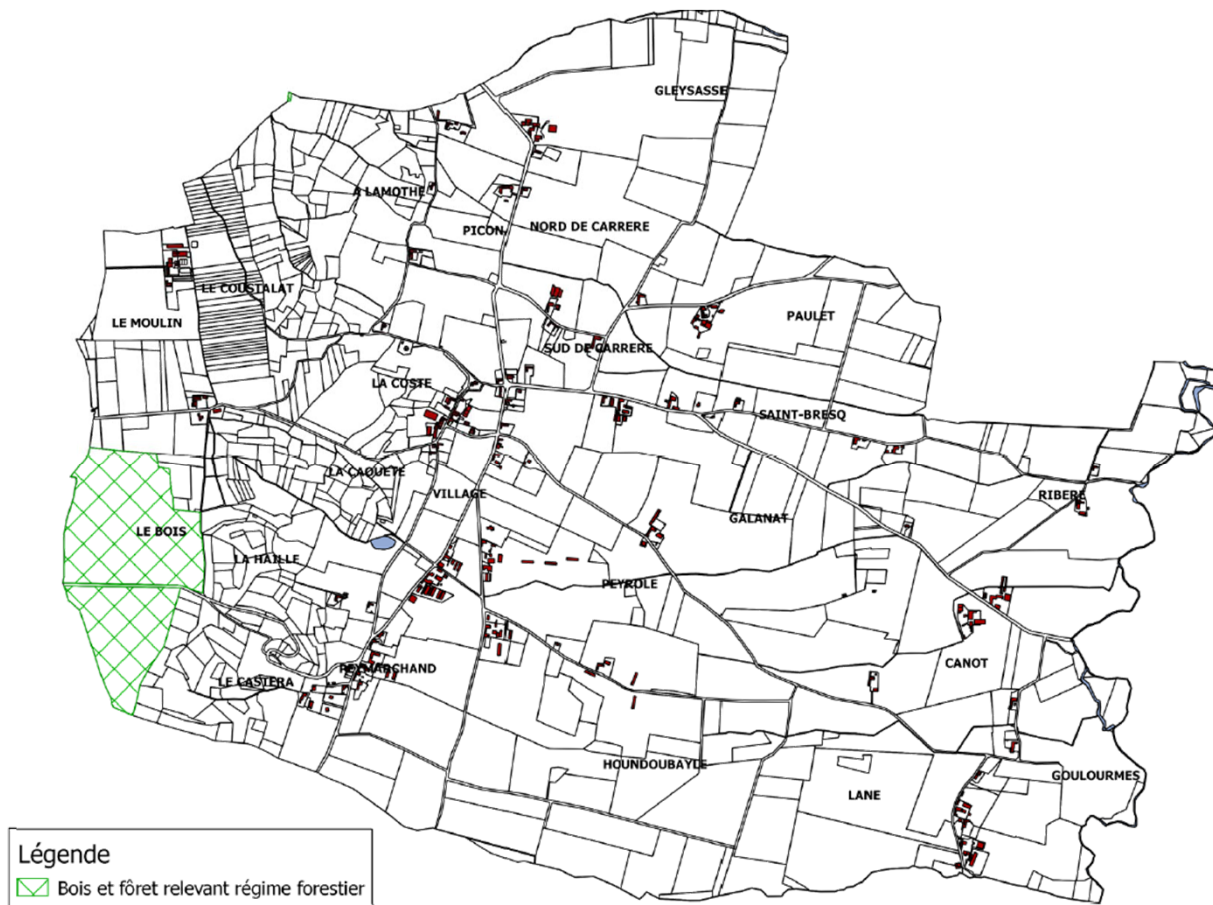 GLEYSASSE
A LAMOTHE
PICON
NORD DE CARRERE
LE COUSTALAT
LE MOULIN
PAULET
SUD DE CARRERE
LA COSTE
SAINT-BRESQ
LA CAOUETE
VILLAGE
RIBERE
GALANAT
LE BOIS
LA HAILLE
PEYROLE
CANOT
PEYMARCHAND
LE CASTERA
HOUNDOUBAYLE
GOULOURMES
LANE
Légende
Bois et fôret relevant régime forestier